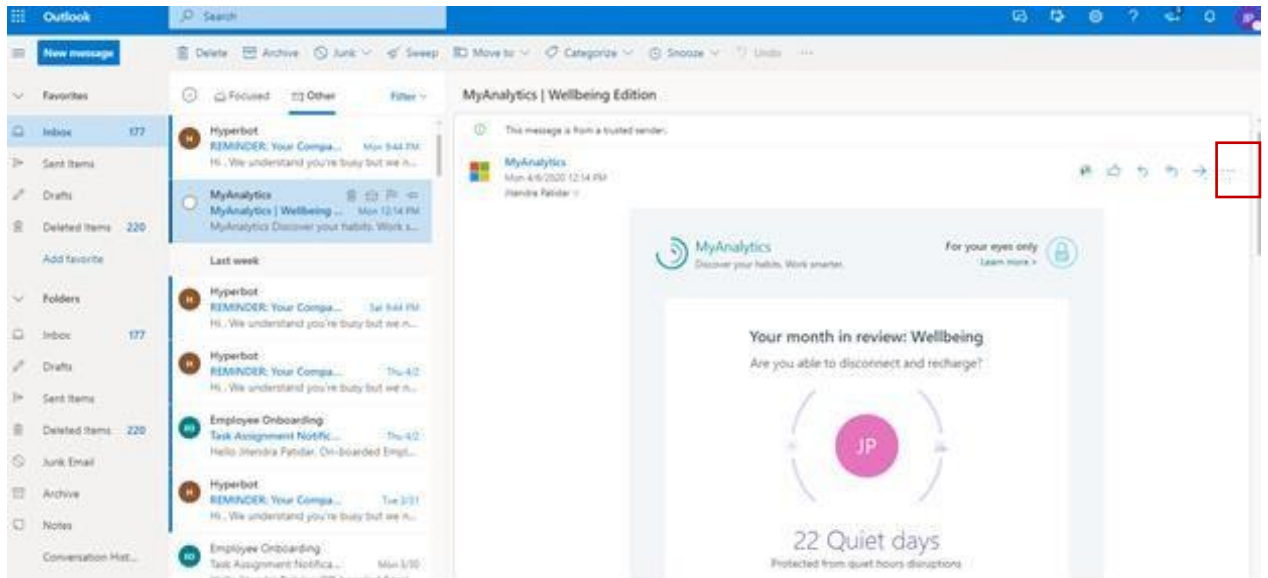 Outlook
Search
New message
Delete Archive Junk Sweep Move to Categorize Snooze Undo ...
Favorites
Inbox 177
Sent Items
Drafts
Deleted Items 220
Add favorite
Folders
Inbox 177
Drafts
Sent Items
Deleted Items 220
Junk Email
Archive
Notes
Conversation Hist...
Focused Other Filter
Hyperbot
REMINDER: Your Compa... Mon 9:44 PM
Hi . We understand you're busy but we n...
MyAnalytics
MyAnalytics | Wellbeing ... Mon 12:14 PM
MyAnalytics Discover your habits. Work s...
Last week
Hyperbot
REMINDER: Your Compa... Sat 9:44 PM
Hi . We understand you're busy but we n...
Hyperbot
REMINDER: Your Compa... Thu 4/2
Hi . We understand you're busy but we n...
Employee Onboarding
Task Assignment Notific... Thu 4/2
Hello Jitendra Patidar, On-boarded Empl...
Hyperbot
REMINDER: Your Compa... Tue 3/31
Hi . We understand you're busy but we n...
Employee Onboarding
Task Assignment Notifica... Mon 3/30
MyAnalytics | Wellbeing Edition
This message is from a trusted sender.
MyAnalytics
Mon 4/6/2020 12:14 PM
Jitendra Patidar
MyAnalytics
Discover your habits. Work smarter.
For your eyes only
Learn more >
Your month in review: Wellbeing
Are you able to disconnect and recharge?
JP
22 Quiet days
Protected from quiet hours disruptions